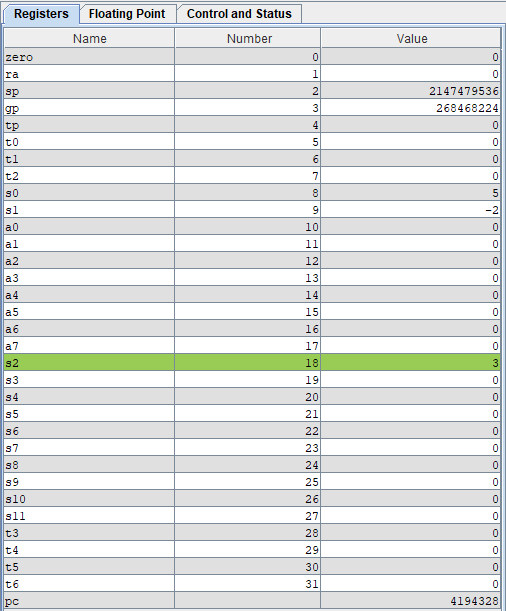 Registers Floating Point Control and Status
Name Number Value
zero 0 0
ra 1 0
sp 2 2147479536
gp 3 268468224
tp 4 0
t0 5 0
t1 6 0
t2 7 0
s0 8 5
s1 9 -2
a0 10 0
a1 11 0
a2 12 0
a3 13 0
a4 14 0
a5 15 0
a6 16 0
a7 17 0
s2 18 3
s3 19 0
s4 20 0
s5 21 0
s6 22 0
s7 23 0
s8 24 0
s9 25 0
s10 26 0
s11 27 0
t3 28 0
t4 29 0
t5 30 0
t6 31 0
pc 4194328